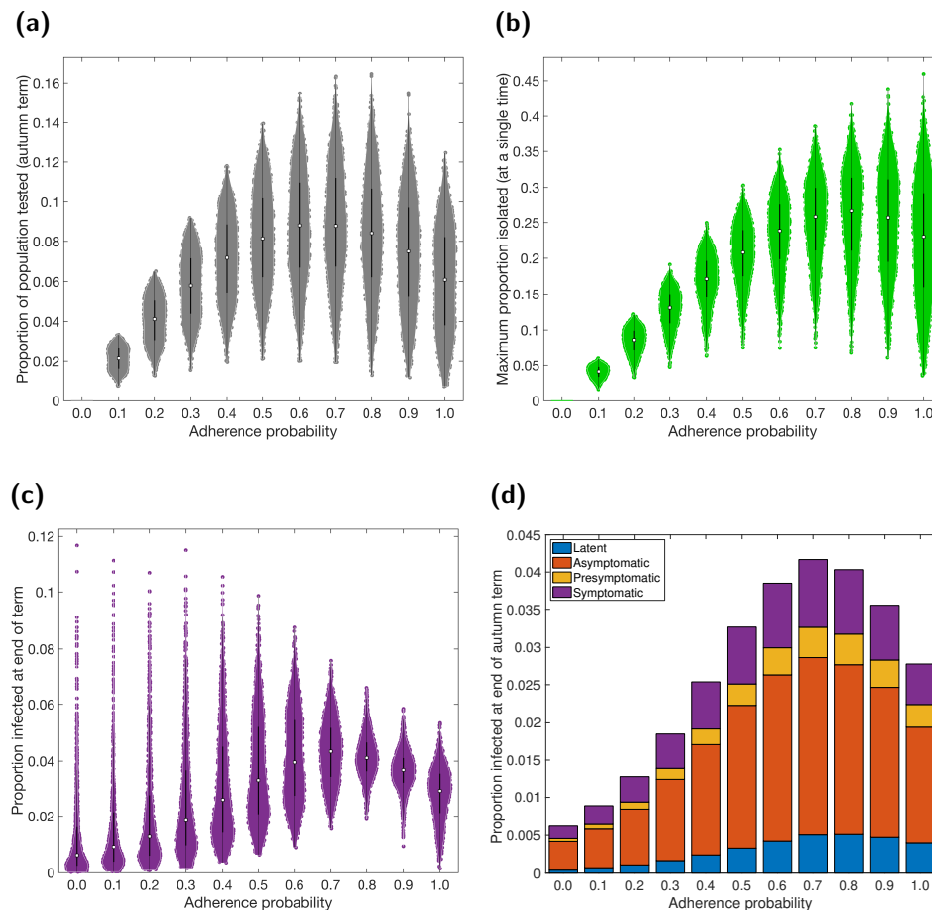 (a)
Proportion of population tested (autumn term)
0.16
0.14
0.12
0.1
0.08
0.06
0.04
0.02
0
0.0 0.1 0.2 0.3 0.4 0.5 0.6 0.7 0.8 0.9 1.0
Adherence probability
(b)
Maximum proportion isolated (at a single time)
0.45
0.4
0.35
0.3
0.25
0.2
0.15
0.1
0.05
0
0.0 0.1 0.2 0.3 0.4 0.5 0.6 0.7 0.8 0.9 1.0
Adherence probability
(c)
Proportion infected at end of term
0.12
0.1
0.08
0.06
0.04
0.02
0.0 0.1 0.2 0.3 0.4 0.5 0.6 0.7 0.8 0.9 1.0
Adherence probability
(d)
Proportion infected at end of autumn term
0.045
0.04
0.035
0.03
0.025
0.02
0.015
0.01
0.005
0
Latent
Asymptomatic
Presymptomatic
Symptomatic
0.0 0.1 0.2 0.3 0.4 0.5 0.6 0.7 0.8 0.9 1.0
Adherence probability